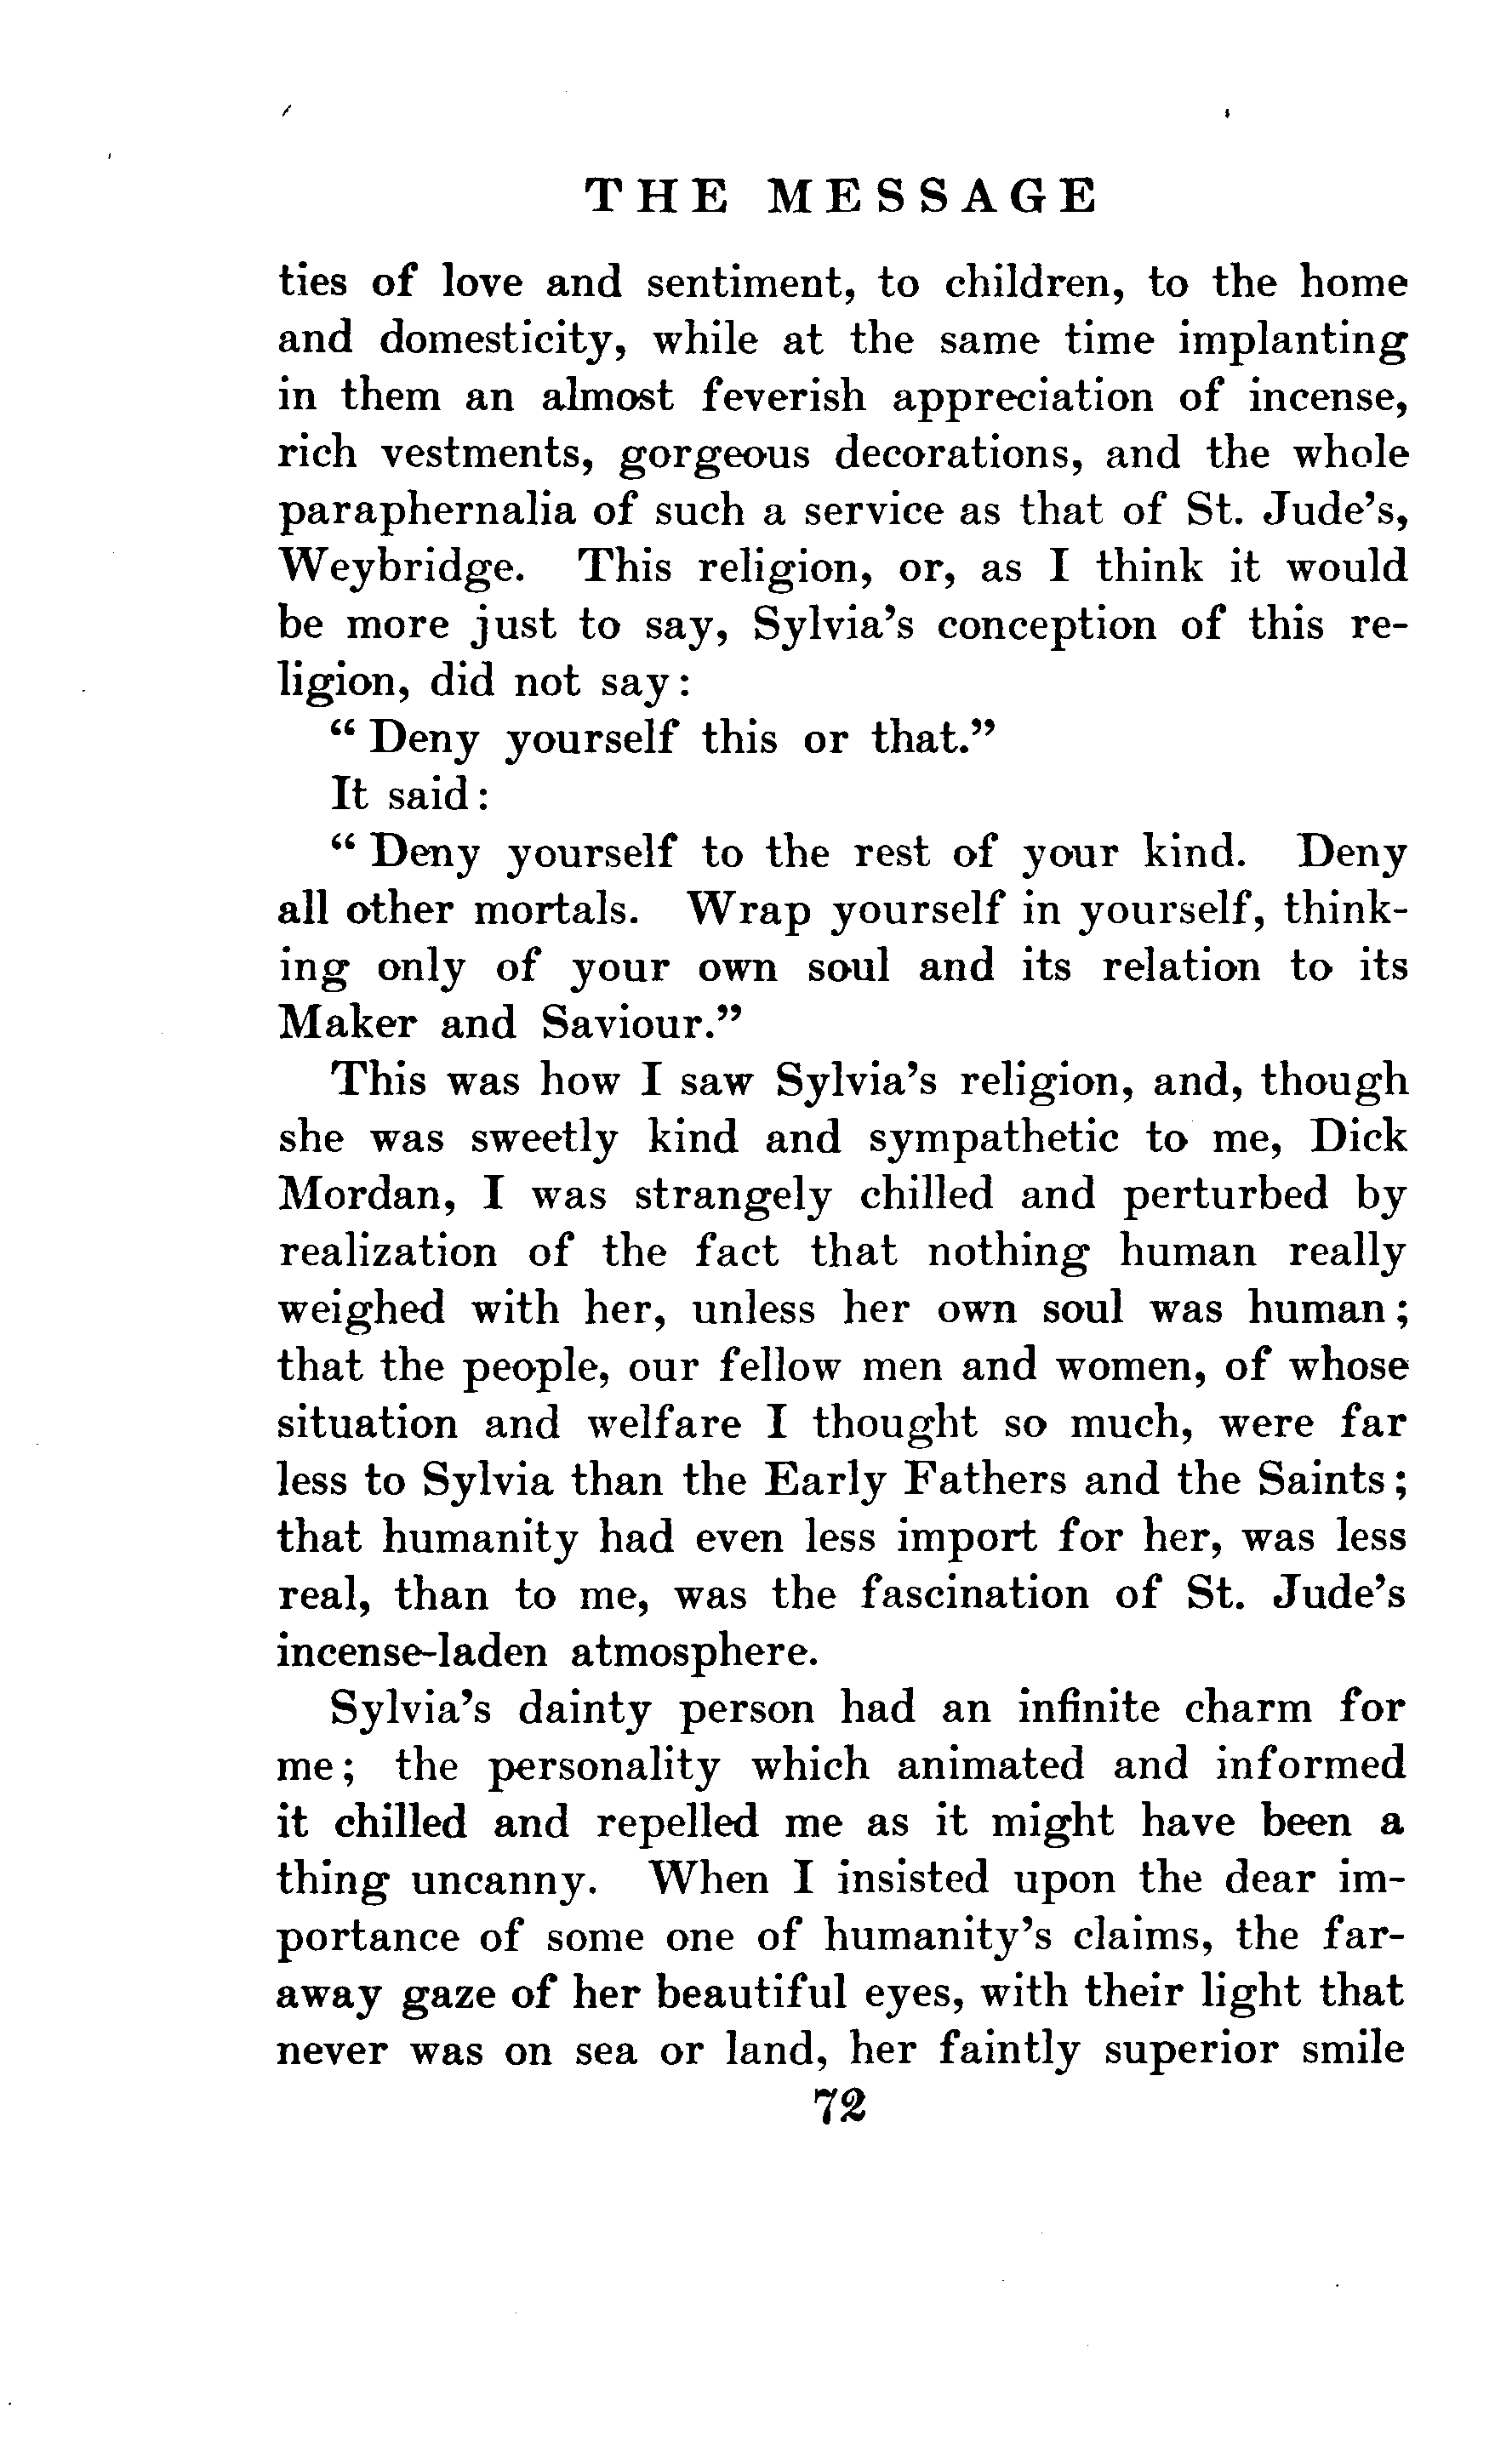 THE MESSAGE
ties of love and sentiment, to children, to the home
and domesticity, while at the same time implanting
in them an almost feverish appreciation of incense,
rich vestments, gorgeous decorations, and the whole
paraphernalia of such a service as that of St. Jude's,
Weybridge. This religion, or, as I think it would
be more just to say, Sylvia's conception of this re-
ligion, did not say:
" Deny yourself this or that."
It said:
" Deny yourself to the rest of your kind. Deny
all other mortals. Wrap yourself in yourself, think-
ing only of your own soul and its relation to its
Maker and Saviour."
This was how I saw Sylvia's religion, and, though
she was sweetly kind and sympathetic to me, Dick
Mordan, I was strangely chilled and perturbed by
realization of the fact that nothing human really
weighed with her, unless her own soul was human;
that the people, our fellow men and women, of whose
situation and welfare I thought so much, were far
less to Sylvia than the Early Fathers and the Saints;
that humanity had even less import for her, was less
real, than to me, was the fascination of St. Jude's
incense-laden atmosphere.
Sylvia's dainty person had an infinite charm for
me; the personality which animated and informed
it chilled and repelled me as it might have been a
thing uncanny. When I insisted upon the dear im-
portance of some one of humanity's claims, the far-
away gaze of her beautiful eyes, with their light that
never was on sea or land, her faintly superior smile
72